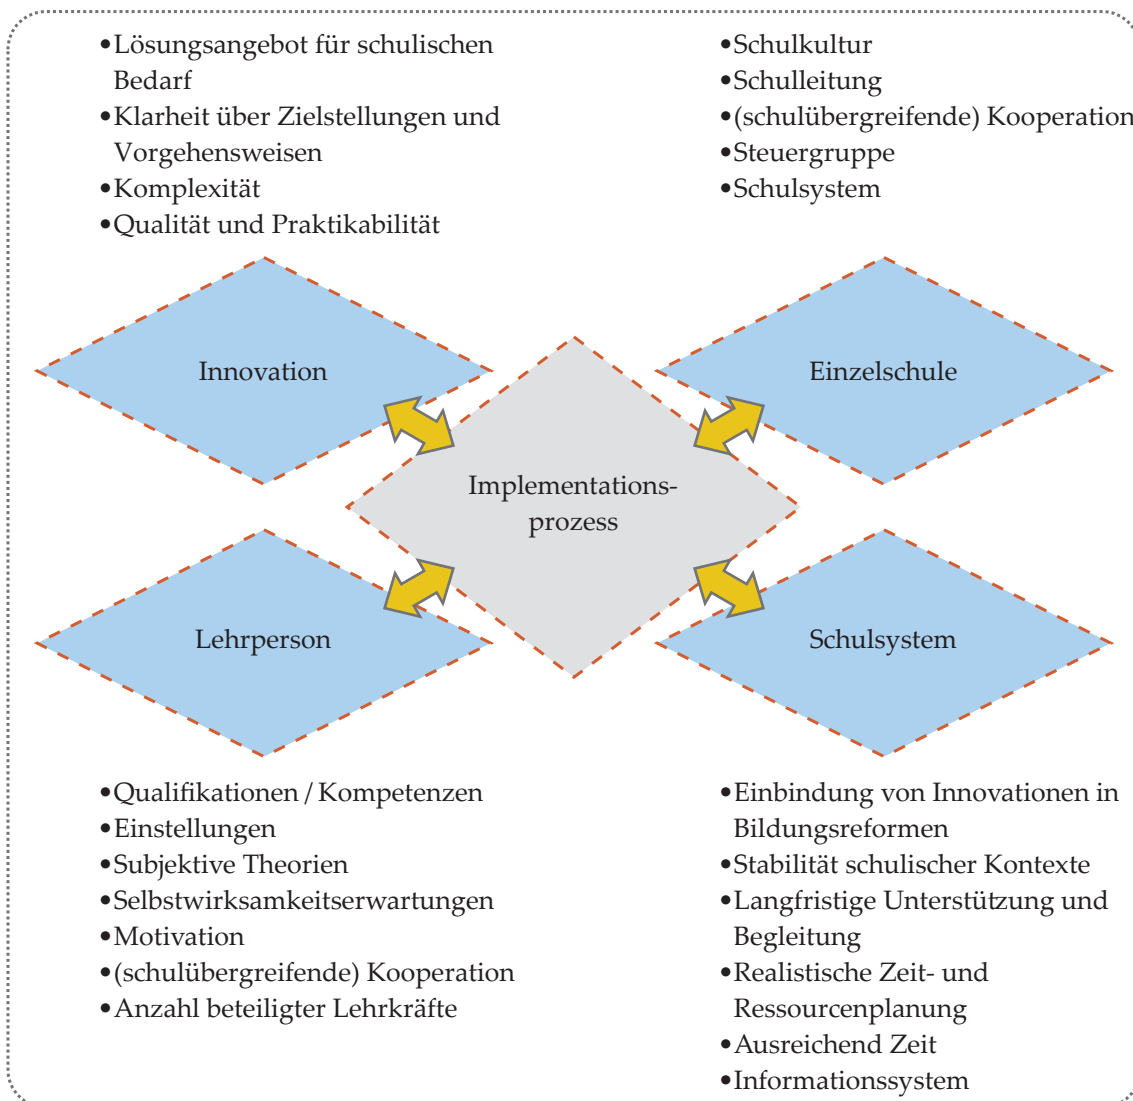 •Lösungsangebot für schulischen
Bedarf
•Klarheit über Zielstellungen und
Vorgehensweisen
•Komplexität
•Qualität und Praktikabilität
•Schulkultur
•Schulleitung
•(schulübergreifende) Kooperation
•Steuergruppe
•Schulsystem
Innovation
Einzelschule
Implementations-
prozess
Lehrperson
Schulsystem
•Qualifikationen / Kompetenzen
•Einstellungen
•Subjektive Theorien
•Selbstwirksamkeitserwartungen
•Motivation
•(schulübergreifende) Kooperation
•Anzahl beteiligter Lehrkräfte
•Einbindung von Innovationen in
Bildungsreformen
•Stabilität schulischer Kontexte
•Langfristige Unterstützung und
Begleitung
•Realistische Zeit- und
Ressourcenplanung
•Ausreichend Zeit
•Informationssystem